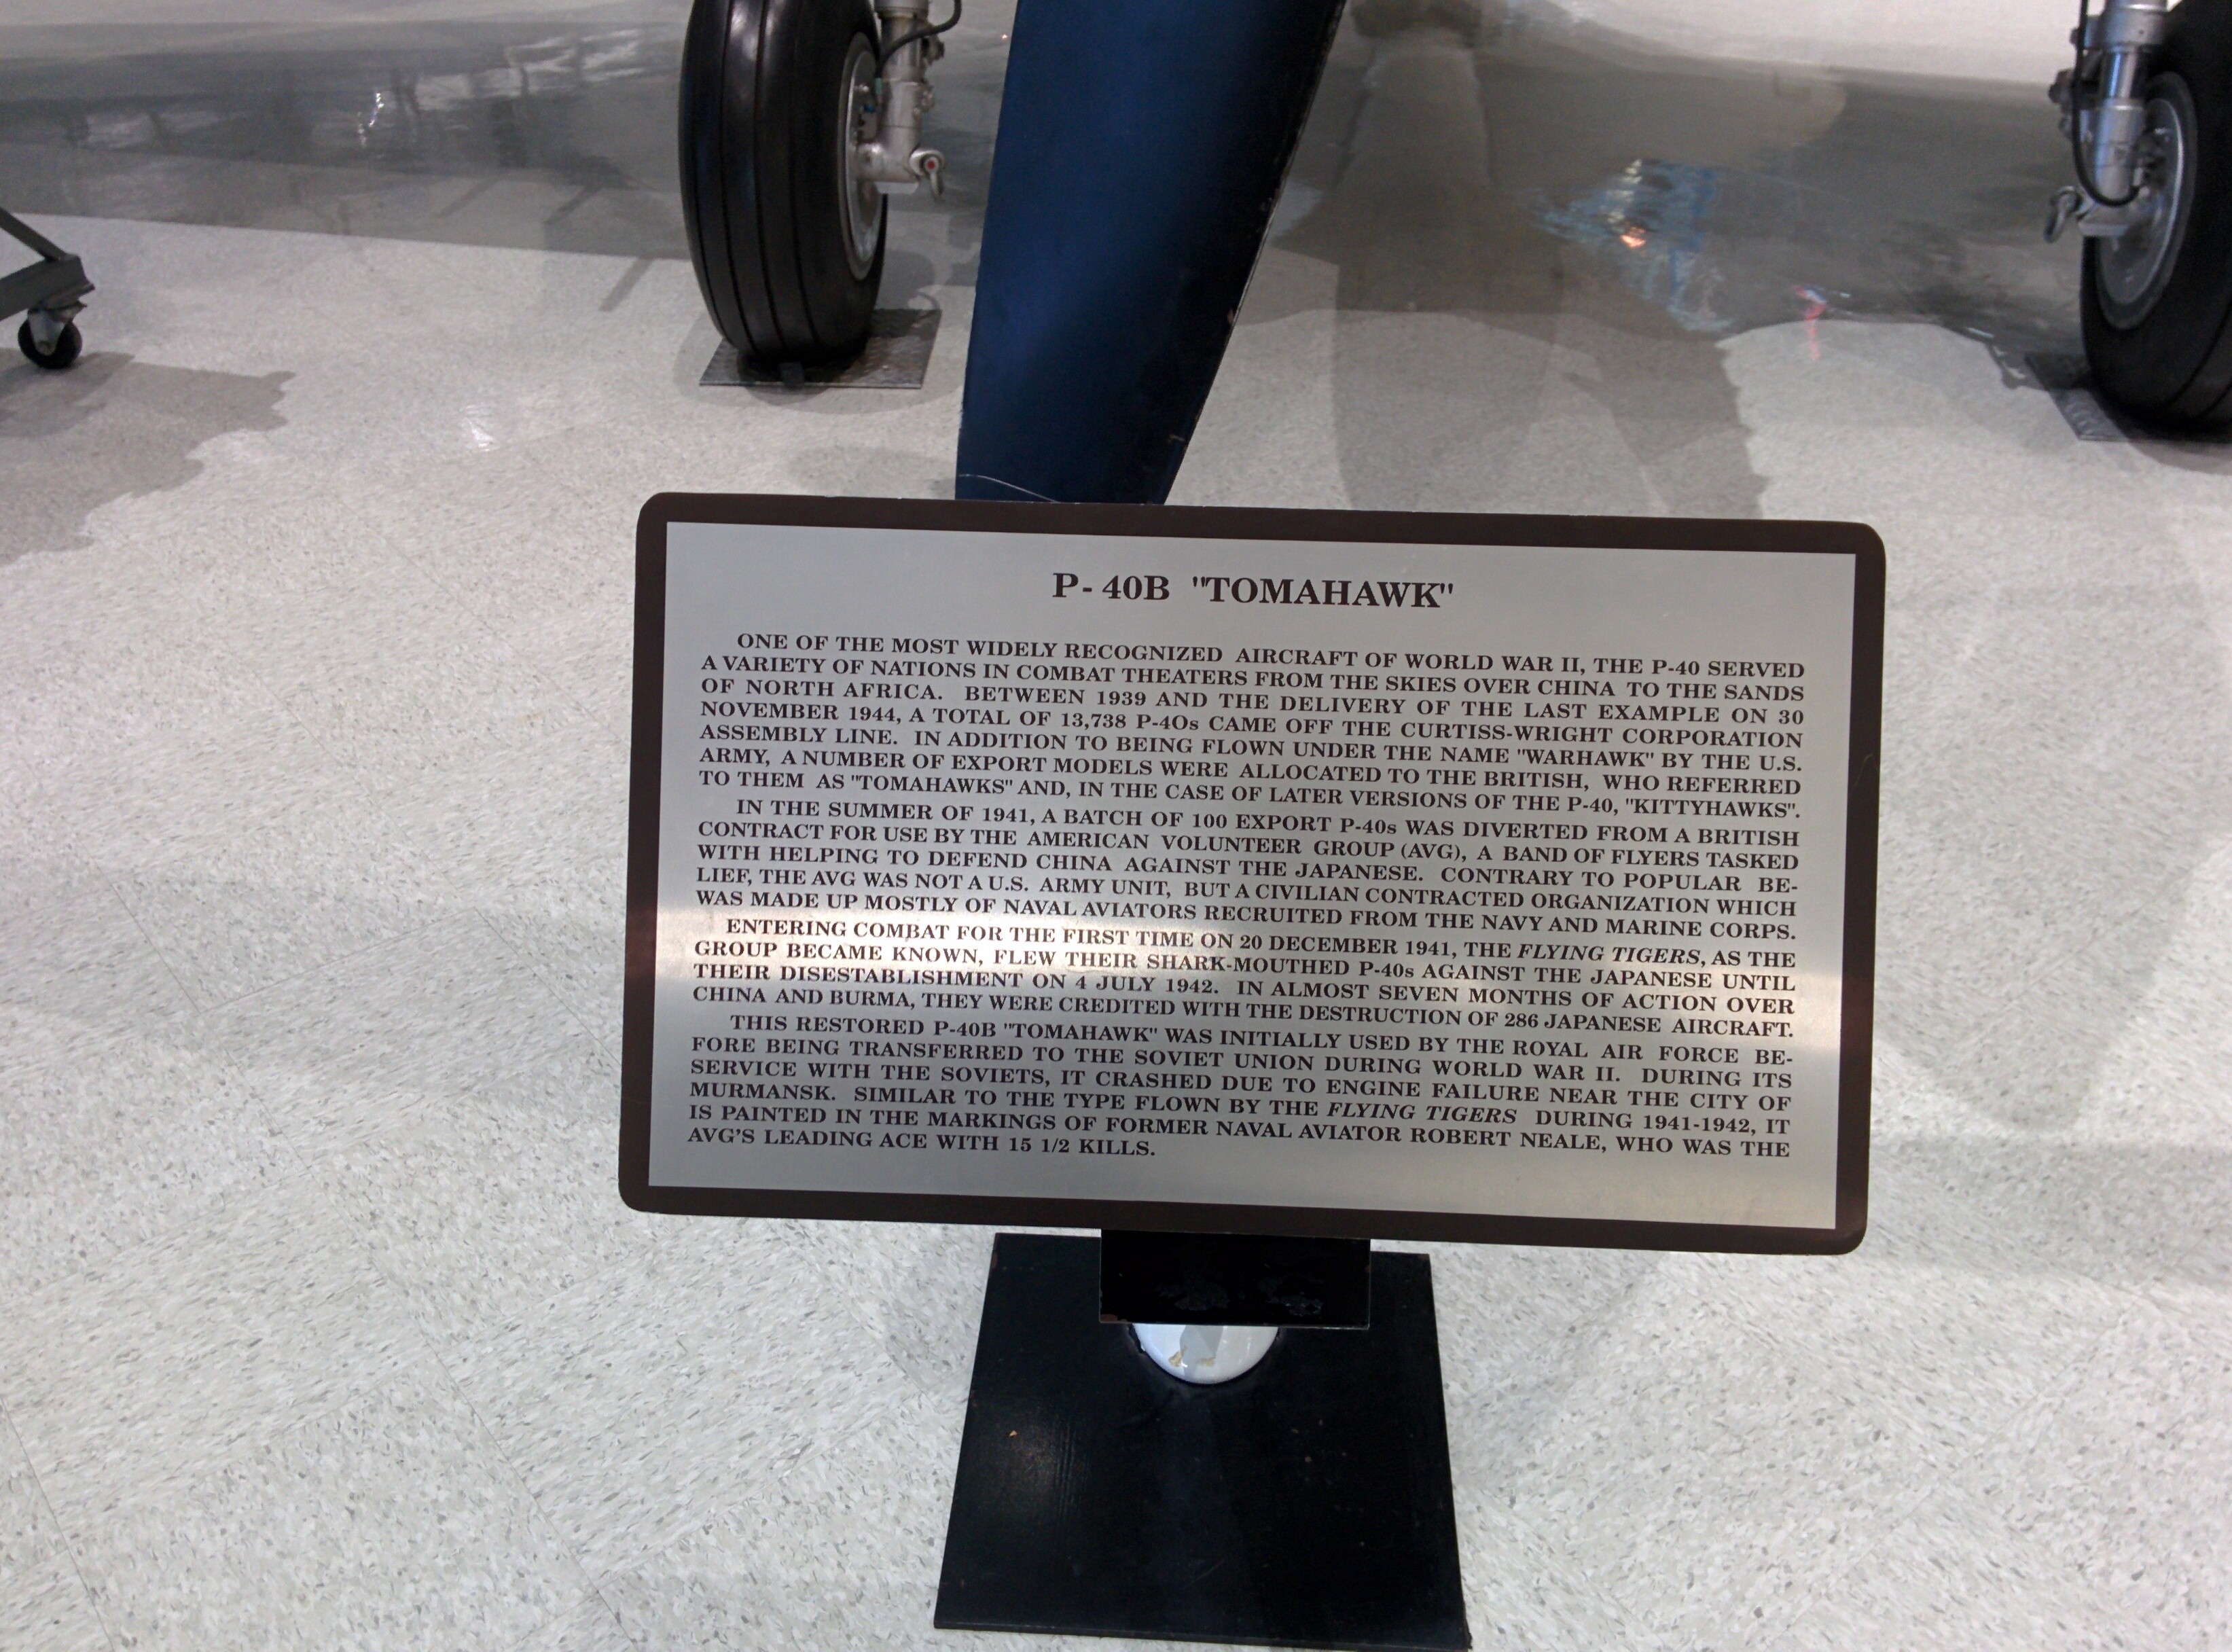 P-40B "TOMAHAWK"
ONE OF THE MOST WIDELY RECOGNIZED AIRCRAFT OF WORLD WAR II, THE P-40 SERVED
A VARIETY OF NATIONS IN COMBAT THEATERS FROM THE SKIES OVER CHINA TO THE SANDS
OF NORTH AFRICA. BETWEEN 1939 AND THE DELIVERY OF THE LAST EXAMPLE ON 30
NOVEMBER 1944, A TOTAL OF 13,738 P-4Os CAME OFF THE CURTISS-WRIGHT CORPORATION
ASSEMBLY LINE. IN ADDITION TO BEING FLOWN UNDER THE NAME "WARHAWK" BY THE U.S.
ARMY, A NUMBER OF EXPORT MODELS WERE ALLOCATED TO THE BRITISH, WHO REFERRED
TO THEM AS "TOMAHAWKS" AND, IN THE CASE OF LATER VERSIONS OF THE P-40, "KITTYHAWKS".
IN THE SUMMER OF 1941, A BATCH OF 100 EXPORT P-40s WAS DIVERTED FROM A BRITISH
CONTRACT FOR USE BY THE AMERICAN VOLUNTEER GROUP (AVG), A BAND OF FLYERS TASKED
WITH HELPING TO DEFEND CHINA AGAINST THE JAPANESE. CONTRARY TO POPULAR BE-
LIEF, THE AVG WAS NOT A U.S. ARMY UNIT, BUT A CIVILIAN CONTRACTED ORGANIZATION WHICH
WAS MADE UP MOSTLY OF NAVAL AVIATORS RECRUITED FROM THE NAVY AND MARINE CORPS.
ENTERING COMBAT FOR THE FIRST TIME ON 20 DECEMBER 1941, THE FLYING TIGERS, AS THE
GROUP BECAME KNOWN, FLEW THEIR SHARK-MOUTHED P-40s AGAINST THE JAPANESE UNTIL
THEIR DISESTABLISHMENT ON 4 JULY 1942. IN ALMOST SEVEN MONTHS OF ACTION OVER
CHINA AND BURMA, THEY WERE CREDITED WITH THE DESTRUCTION OF 286 JAPANESE AIRCRAFT.
THIS RESTORED P-40B "TOMAHAWK" WAS INITIALLY USED BY THE ROYAL AIR FORCE BE-
FORE BEING TRANSFERRED TO THE SOVIET UNION DURING WORLD WAR II. DURING ITS
SERVICE WITH THE SOVIETS, IT CRASHED DUE TO ENGINE FAILURE NEAR THE CITY OF
MURMANSK. SIMILAR TO THE TYPE FLOWN BY THE FLYING TIGERS DURING 1941-1942, IT
IS PAINTED IN THE MARKINGS OF FORMER NAVAL AVIATOR ROBERT NEALE, WHO WAS THE
AVG'S LEADING ACE WITH 15 1/2 KILLS.